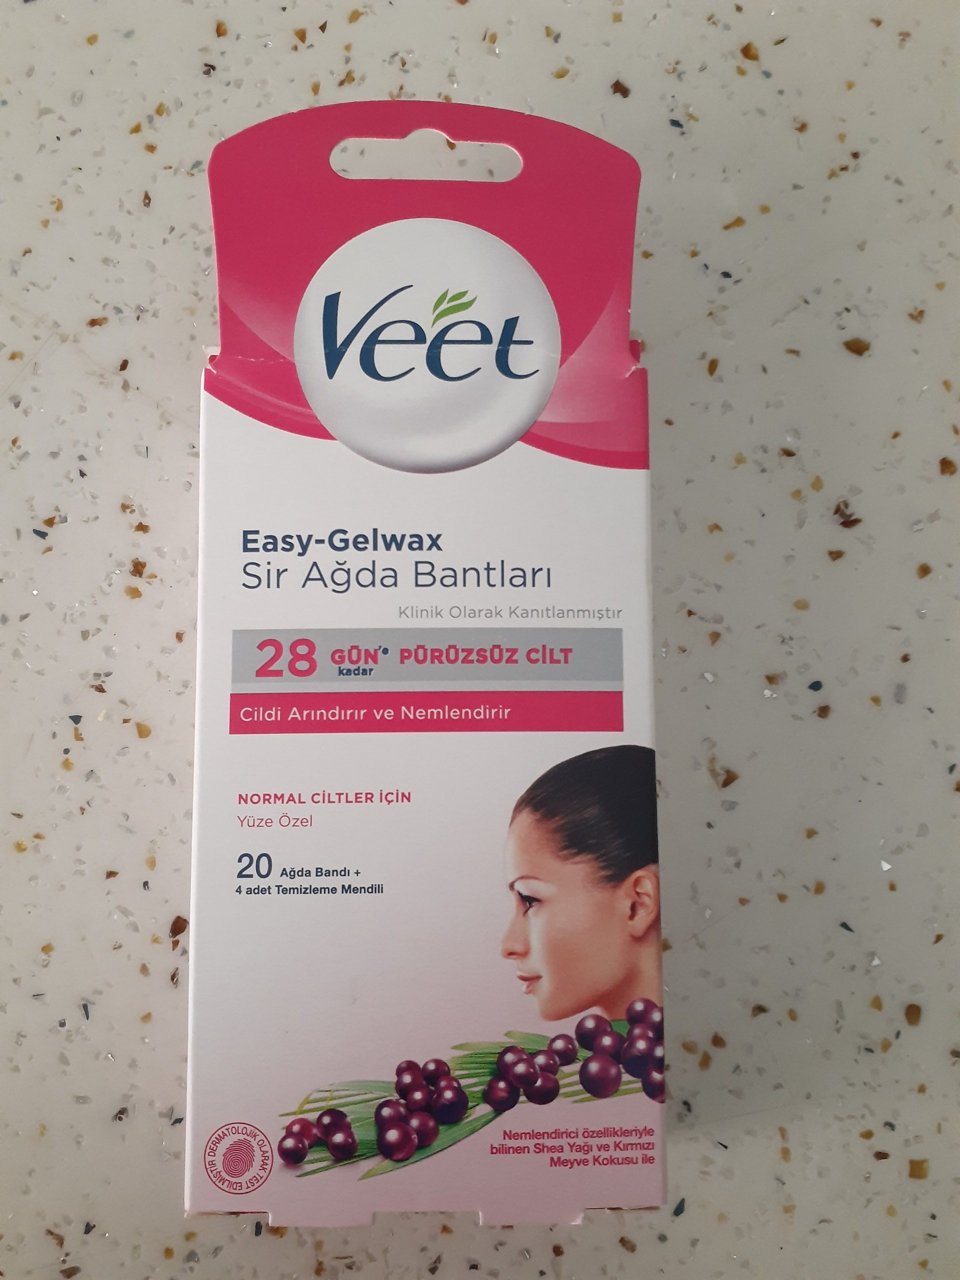 Veet
Easy-Gelwax
Sir Ağda Bantları
Klinik Olarak Kanıtlanmıştır
28 GÜN'e kadar PÜRÜZSÜZ CİLT
Cildi Arındırır ve Nemlendirir
NORMAL CİLTLER İÇİN
Yüze Özel
20 Ağda Bandı +
4 adet Temizleme Mendili
Nemlendirici özellikleriyle
bilinen Shea Yağı ve Kırmızı
Meyve Kokusu ile
DERMATOLOJİK OLARAK TEST EDİLMİŞTİR